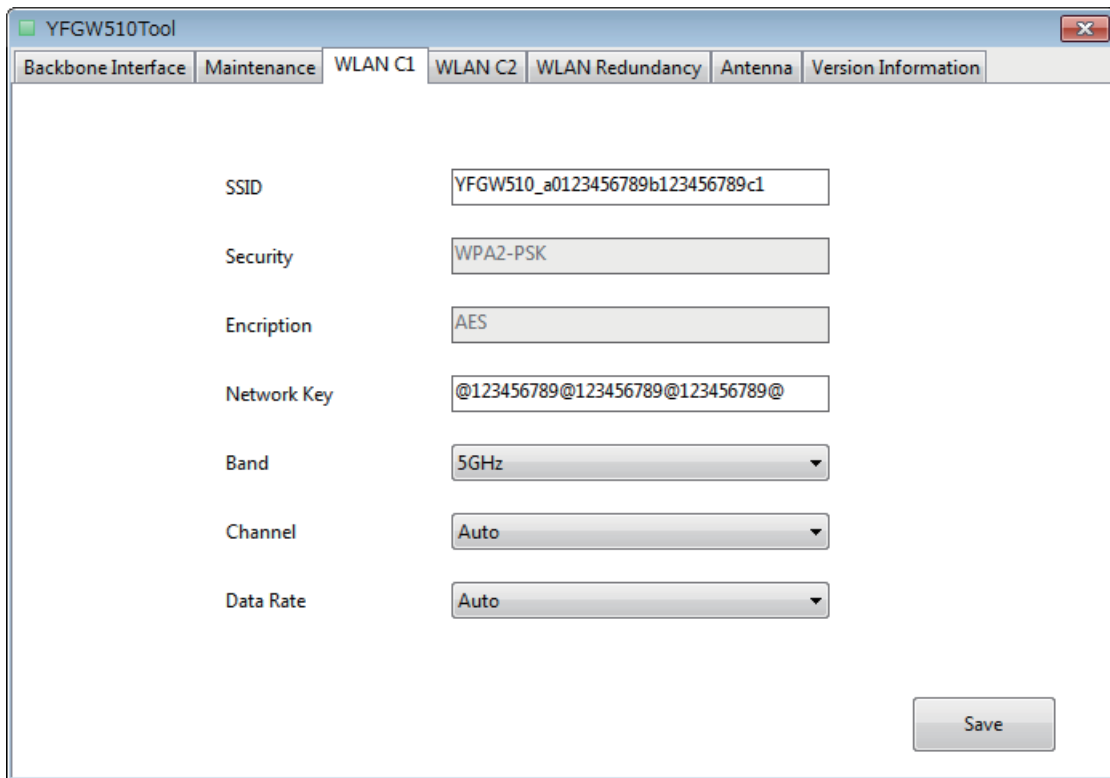 YFGW510Tool
Backbone Interface Maintenance WLAN C1 WLAN C2 WLAN Redundancy Antenna Version Information
SSID YFGW510_a0123456789b123456789c1
Security WPA2-PSK
Encription AES
Network Key @123456789@123456789@123456789@
Band 5GHz
Channel Auto
Data Rate Auto
Save